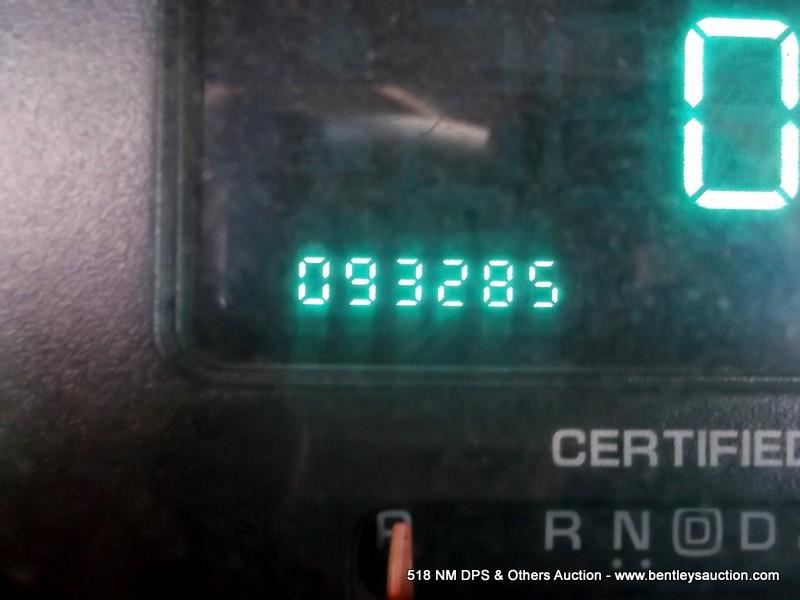 0
093285
CERTIFIED
P R N D D
518 NM DPS & Others Auction - www.bentleysauction.com